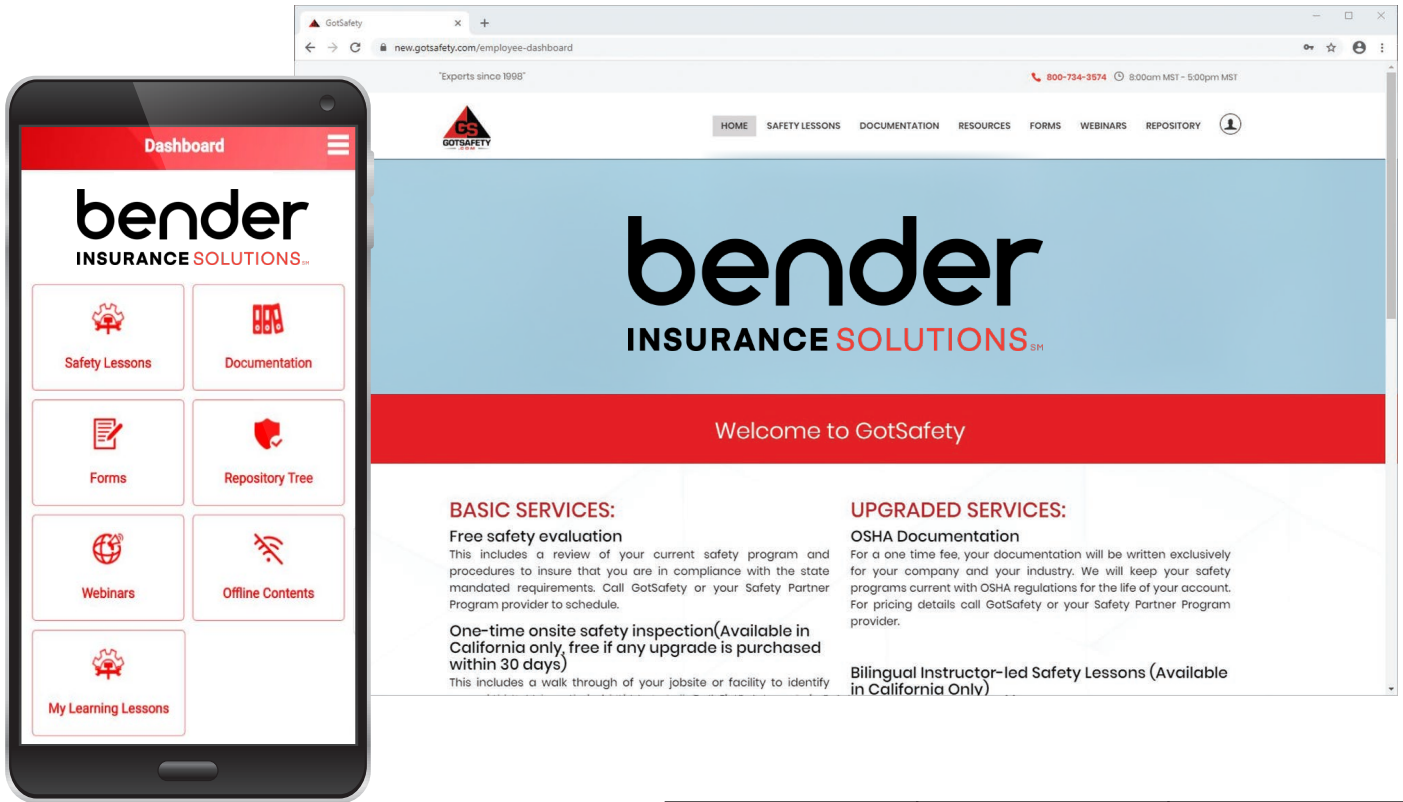 Dashboard
bender
INSURANCE SOLUTIONS SM
Safety Lessons
Documentation
Forms
Repository Tree
Webinars
Offline Contents
My Learning Lessons
GotSafety
new.gotsafety.com/employee-dashboard
"Experts since 1998"
800-734-3574 8:00am MST - 5:00pm MST
GS
GOTSAFETY
.COM
HOME SAFETY LESSONS DOCUMENTATION RESOURCES FORMS WEBINARS REPOSITORY
bender
INSURANCE SOLUTIONS SM
Welcome to GotSafety
BASIC SERVICES:
Free safety evaluation
This includes a review of your current safety program and
procedures to insure that you are in compliance with the state
mandated requirements. Call GotSafety or your Safety Partner
Program provider to schedule.
One-time onsite safety inspection(Available in
California only, free if any upgrade is purchased
within 30 days)
This includes a walk through of your jobsite or facility to identify
UPGRADED SERVICES:
OSHA Documentation
For a one time fee, your documentation will be written exclusively
for your company and your industry. We will keep your safety
programs current with OSHA regulations for the life of your account.
For pricing details call GotSafety or your Safety Partner Program
provider.
Bilingual Instructor-led Safety Lessons (Available
in California Only)